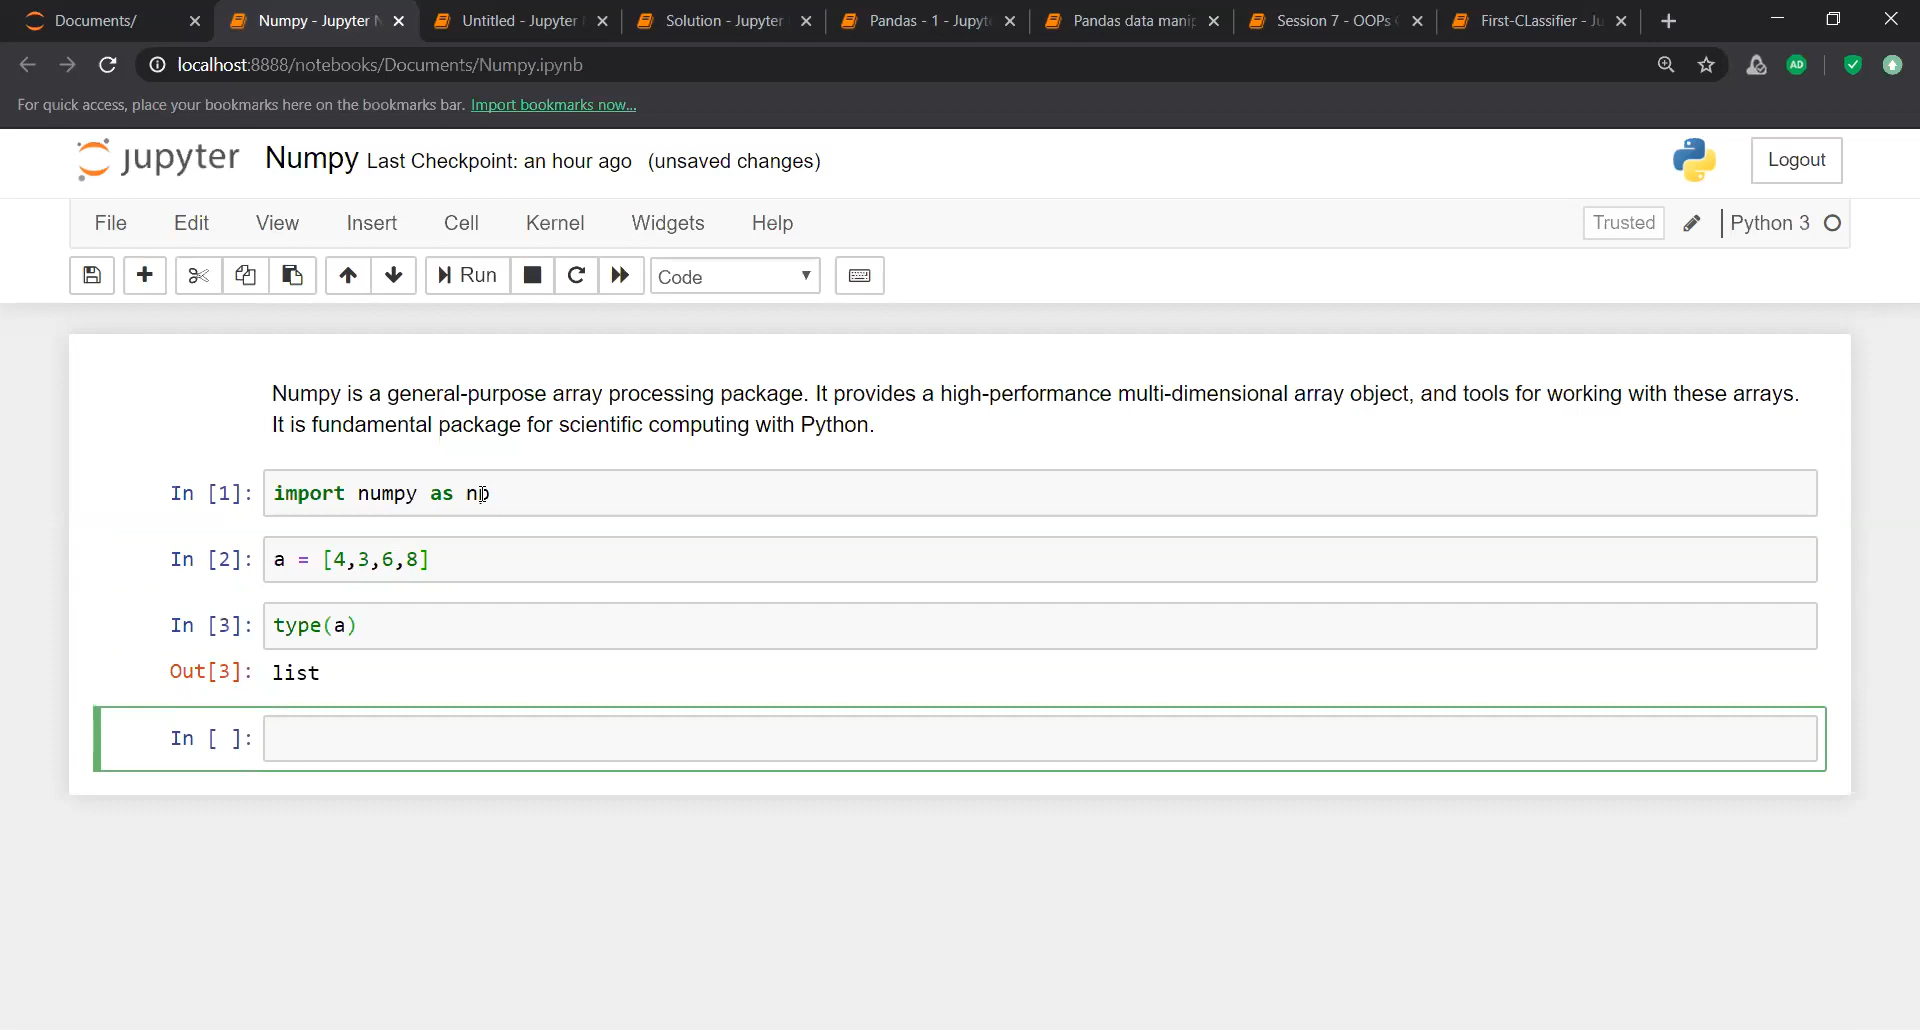 Documents/
Numpy - Jupyter N
Untitled - Jupyter
Solution - Jupyter
Pandas - 1 - Jupyt
Pandas data manip
Session 7 - OOPs
First-CLassifier - Ju
localhost:8888/notebooks/Documents/Numpy.ipynb
AD
For quick access, place your bookmarks here on the bookmarks bar. Import bookmarks now...
jupyter Numpy Last Checkpoint: an hour ago (unsaved changes)
Logout
File Edit View Insert Cell Kernel Widgets Help
Trusted Python 3
Run Code
Numpy is a general-purpose array processing package. It provides a high-performance multi-dimensional array object, and tools for working with these arrays.
It is fundamental package for scientific computing with Python.
In [1]: import numpy as np
In [2]: a = [4,3,6,8]
In [3]: type(a)
Out[3]: list
In [ ]: